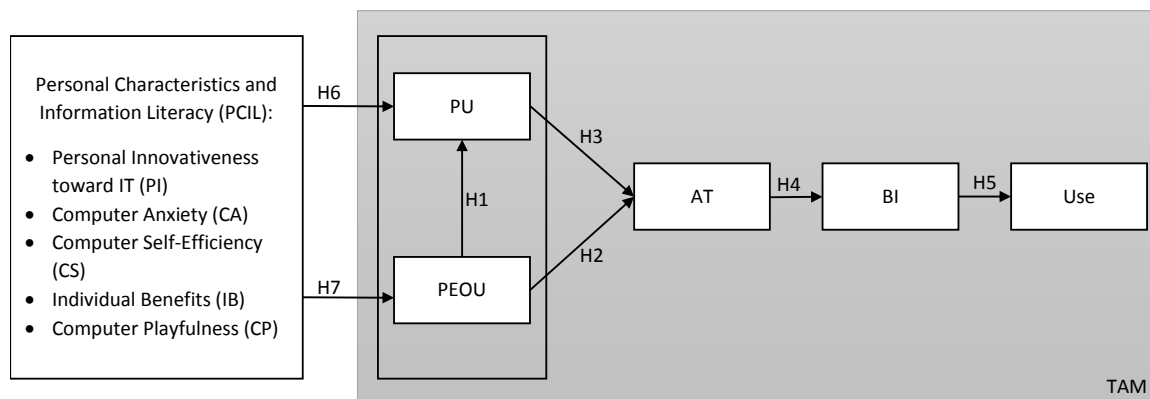 Personal Characteristics and
Information Literacy (PCIL):
• Personal Innovativeness
toward IT (PI)
• Computer Anxiety (CA)
• Computer Self-Efficiency
(CS)
• Individual Benefits (IB)
• Computer Playfulness (CP)
H6
H7
PU
H1
PEOU
H3
H2
AT
H4
BI
H5
Use
TAM